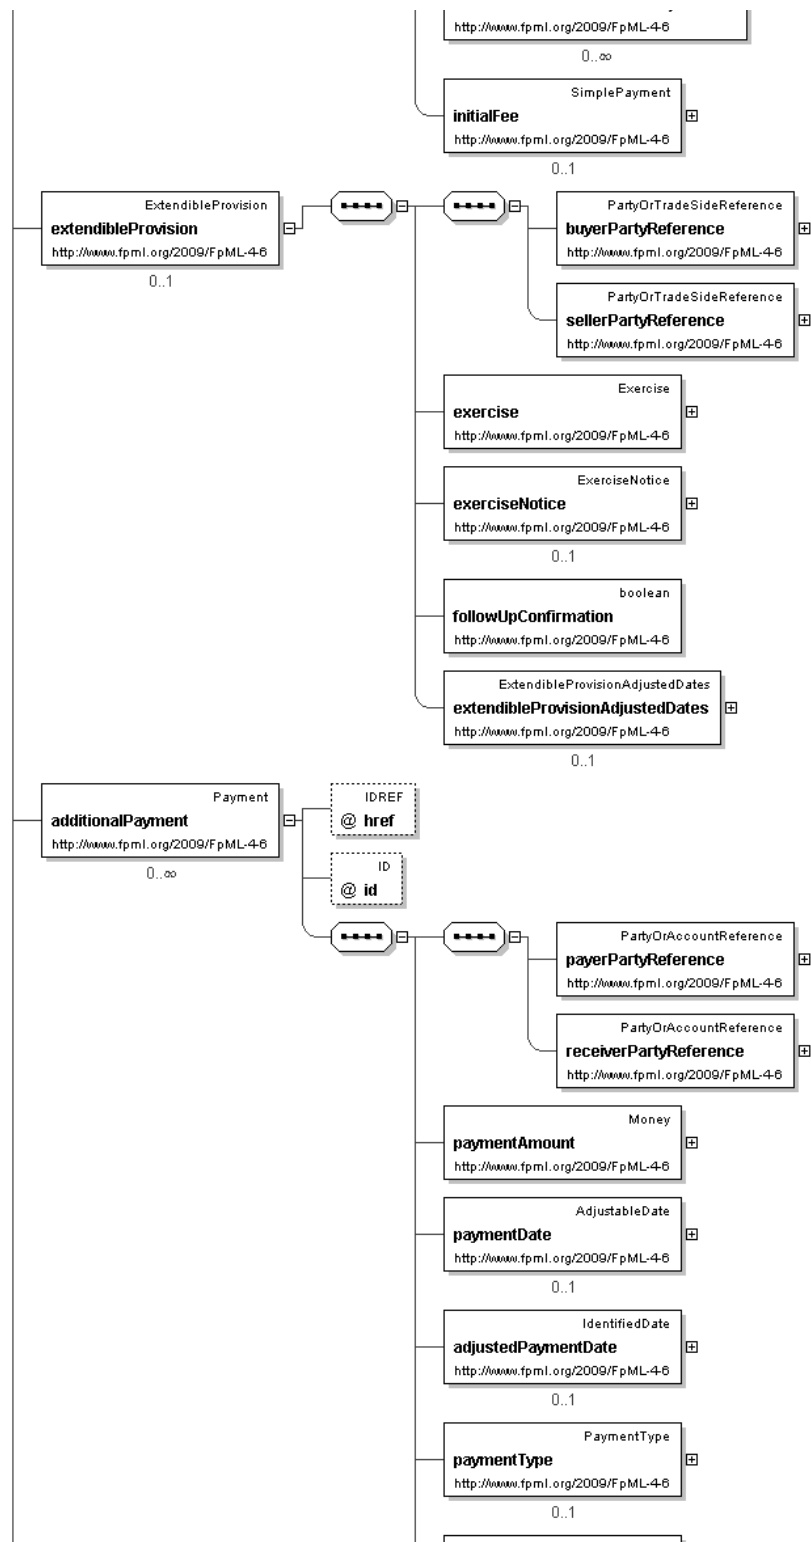 http://www.fpml.org/2009/FpML-4-6
0..∞
SimplePayment
initialFee
http://www.fpml.org/2009/FpML-4-6
0..1
ExtendibleProvision
extendibleProvision
http://www.fpml.org/2009/FpML-4-6
0..1
PartyOrTradeSideReference
buyerPartyReference
http://www.fpml.org/2009/FpML-4-6
PartyOrTradeSideReference
sellerPartyReference
http://www.fpml.org/2009/FpML-4-6
Exercise
exercise
http://www.fpml.org/2009/FpML-4-6
ExerciseNotice
exerciseNotice
http://www.fpml.org/2009/FpML-4-6
0..1
boolean
followUpConfirmation
http://www.fpml.org/2009/FpML-4-6
ExtendibleProvisionAdjustedDates
extendibleProvisionAdjustedDates
http://www.fpml.org/2009/FpML-4-6
0..1
Payment
additionalPayment
http://www.fpml.org/2009/FpML-4-6
0..∞
IDREF
@ href
ID
@ id
PartyOrAccountReference
payerPartyReference
http://www.fpml.org/2009/FpML-4-6
PartyOrAccountReference
receiverPartyReference
http://www.fpml.org/2009/FpML-4-6
Money
paymentAmount
http://www.fpml.org/2009/FpML-4-6
AdjustableDate
paymentDate
http://www.fpml.org/2009/FpML-4-6
0..1
IdentifiedDate
adjustedPaymentDate
http://www.fpml.org/2009/FpML-4-6
0..1
PaymentType
paymentType
http://www.fpml.org/2009/FpML-4-6
0..1